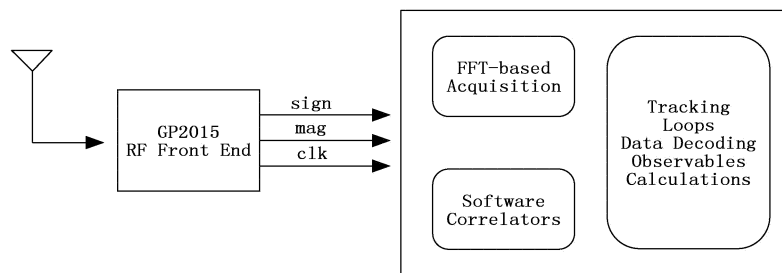 GP2015
RF Front End
sign
mag
clk
FFT-based
Acquisition
Software
Correlators
Tracking
Loops
Data Decoding
Observables
Calculations